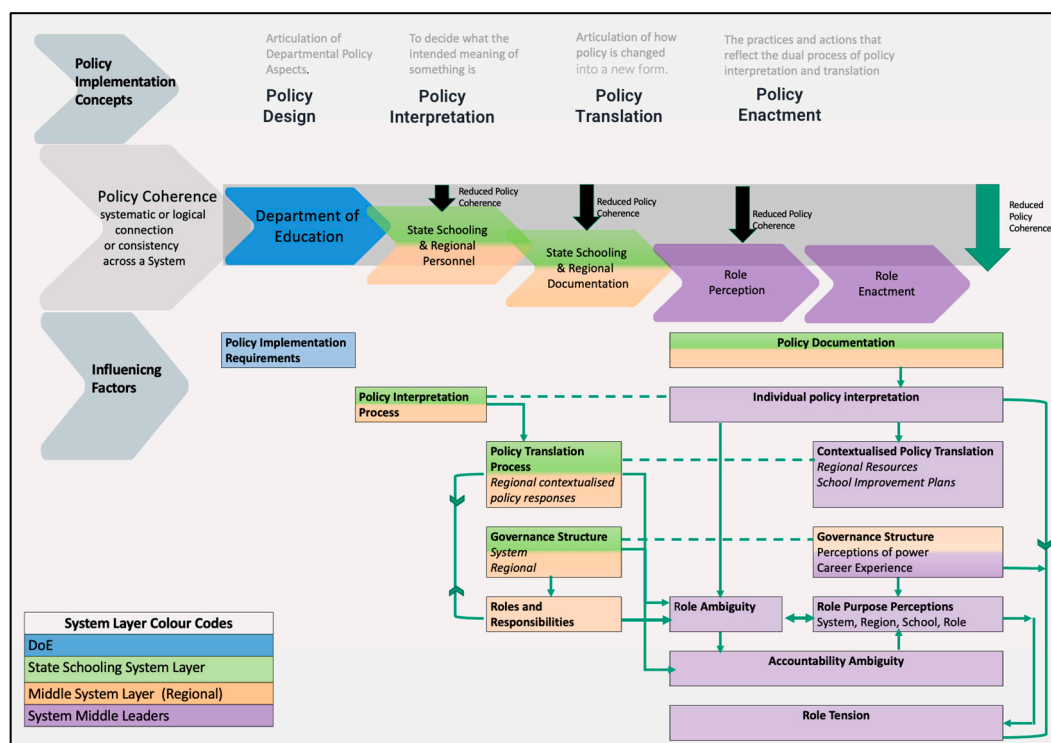 Policy
Implementation
Concepts
Articulation of
Departmental Policy
Aspects.
Policy
Design
To decide what the
intended meaning of
something is
Policy
Interpretation
Articulation of how
policy is changed
into a new form.
Policy
Translation
The practices and actions that
reflect the dual process of policy
interpretation and translation
Policy
Enactment
Policy Coherence
systematic or logical
connection
or consistency
across a System
Department of
Education
Reduced Policy
Coherence
State Schooling
& Regional
Personnel
Reduced Policy
Coherence
State Schooling
& Regional
Documentation
Reduced Policy
Coherence
Role
Perception
Role
Enactment
Reduced
Policy
Coherence
Influeincng
Factors
Policy Implementation
Requirements
Policy Documentation
Policy Interpretation
Process
Individual policy interpretation
Policy Translation
Process
Regional contextualised
policy responses
Contextualised Policy Translation
Regional Resources
School Improvement Plans
Governance Structure
System
Regional
Governance Structure
Perceptions of power
Career Experience
Roles and
Responsibilities
Role Ambiguity
Role Purpose Perceptions
System, Region, School, Role
Accountability Ambiguity
Role Tension
System Layer Colour Codes
DoE
State Schooling System Layer
Middle System Layer (Regional)
System Middle Leaders